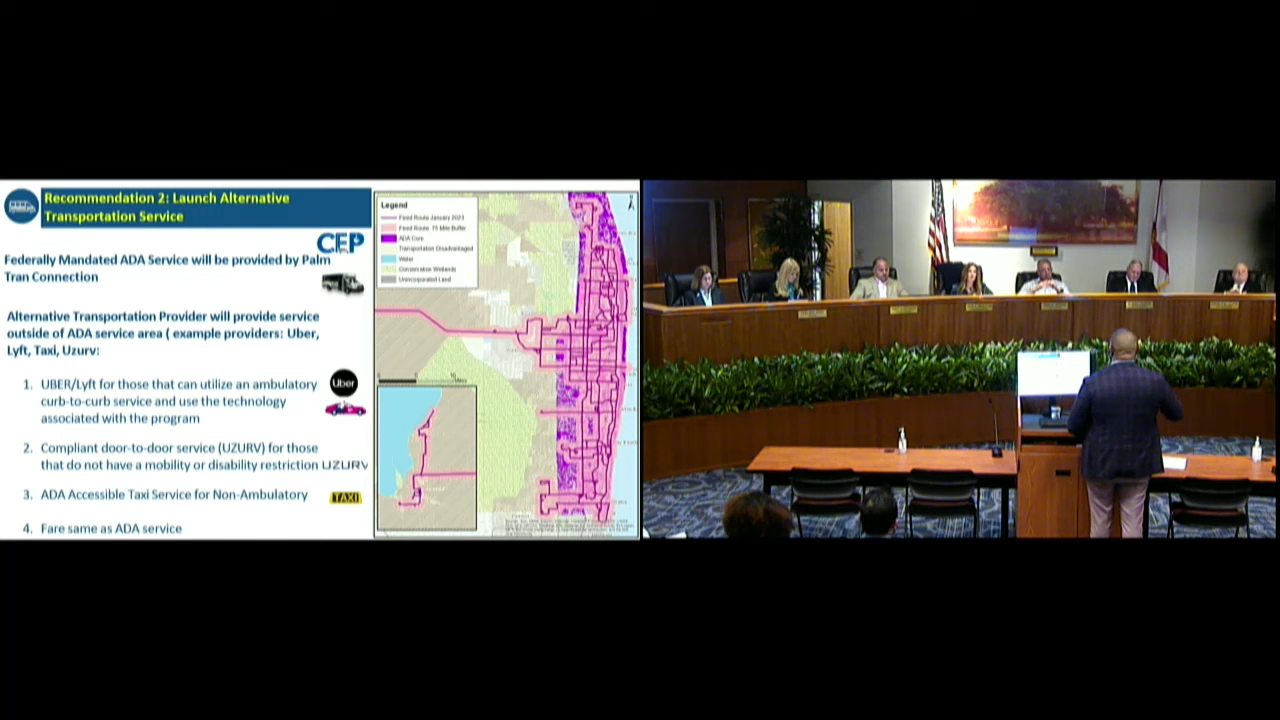 Recommendation 2: Launch Alternative
Transportation Service
CEP
Federally Mandated ADA Service will be provided by Palm
Tran Connection
Alternative Transportation Provider will provide service
outside of ADA service area ( example providers: Uber,
Lyft, Taxi, Uzurv:
1. UBER/Lyft for those that can utilize an ambulatory
curb-to-curb service and use the technology
associated with the program
Uber
2. Compliant door-to-door service (UZURV) for those
that do not have a mobility or disability restriction
UZURV
3. ADA Accessible Taxi Service for Non-Ambulatory
TAXI
4. Fare same as ADA service
Legend
Fixed Route January 2023
Fixed Route .75 Mile Buffer
ADA Core
Transportation Disadvantaged
Water
Conservation Wetlands
Unincorporated Land